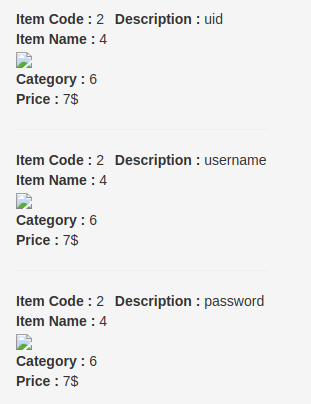 Item Code : 2 Description : uid
Item Name : 4
Category : 6
Price : 7$
Item Code : 2 Description : username
Item Name : 4
Category : 6
Price : 7$
Item Code : 2 Description : password
Item Name : 4
Category : 6
Price : 7$